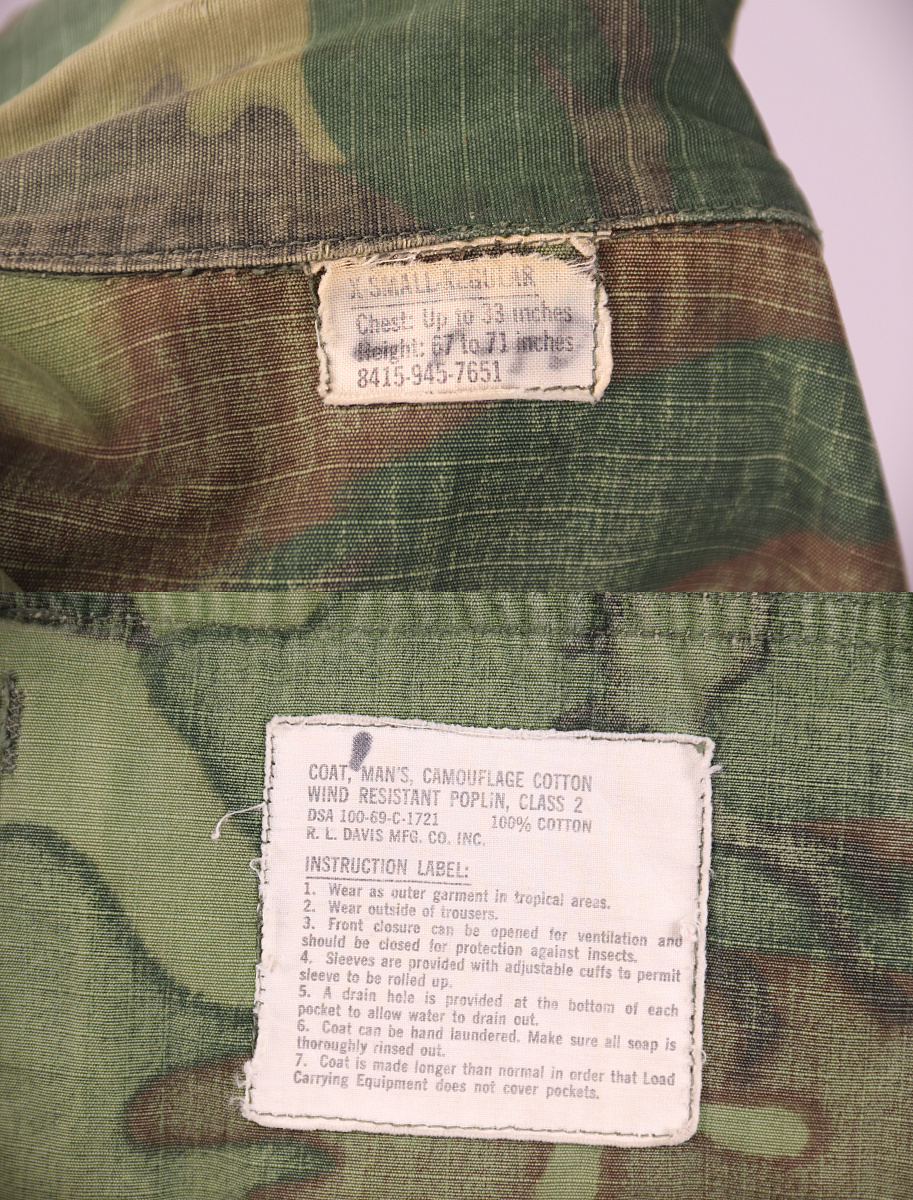 X SMALL-REGULAR
Chest: Up to 33 inches
Height: 67 to 71 inches
8415-945-7651
COAT, MAN'S, CAMOUFLAGE COTTON
WIND RESISTANT POPLIN, CLASS 2
DSA 100-69-C-1721 100% COTTON
R. L. DAVIS MFG. CO. INC.
INSTRUCTION LABEL:
1. Wear as outer garment in tropical areas.
2. Wear outside of trousers.
3. Front closure can be opened for ventilation and
should be closed for protection against insects.
4. Sleeves are provided with adjustable cuffs to permit
sleeve to be rolled up.
5. A drain hole is provided at the bottom of each
pocket to allow water to drain out.
6. Coat can be hand laundered. Make sure all soap is
thoroughly rinsed out.
7. Coat is made longer than normal in order that Load
Carrying Equipment does not cover pockets.